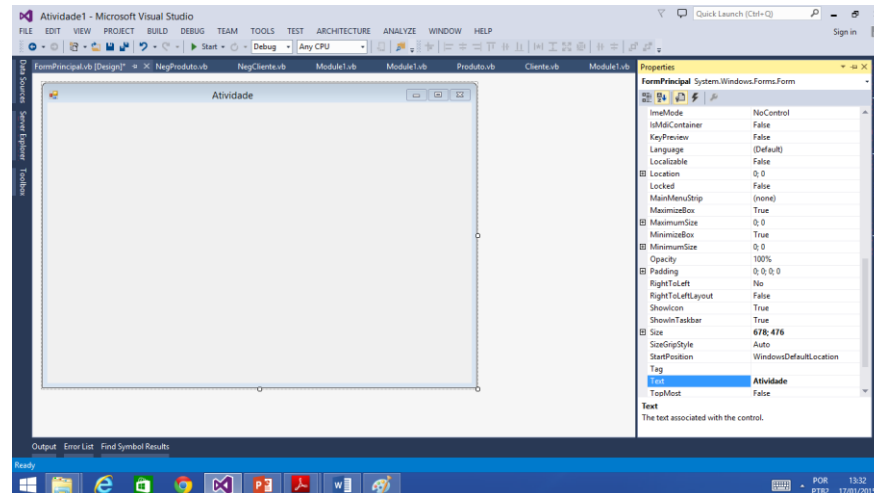 Atividade1 - Microsoft Visual Studio
Quick Launch (Ctrl+Q)
FILE EDIT VIEW PROJECT BUILD DEBUG TEAM TOOLS TEST ARCHITECTURE ANALYZE WINDOW HELP
Sign in
Start Debug Any CPU
FormPrincipal.vb [Design]* NegProduto.vb NegCliente.vb Module1.vb Module1.vb Produto.vb Cliente.vb Module1.vb
Data Sources
Server Explorer
Toolbox
Atividade
Properties
FormPrincipal System.Windows.Forms.Form
ImeMode NoControl
IsMdiContainer False
KeyPreview False
Language (Default)
Localizable False
Location 0; 0
Locked False
MainMenuStrip (none)
MaximizeBox True
MaximumSize 0; 0
MinimizeBox True
MinimumSize 0; 0
Opacity 100%
Padding 0; 0; 0; 0
RightToLeft No
RightToLeftLayout False
ShowIcon True
ShowInTaskbar True
Size 678; 476
SizeGripStyle Auto
StartPosition WindowsDefaultLocation
Tag
Text Atividade
TopMost False
Text
The text associated with the control.
Output Error List Find Symbol Results
Ready
POR 13:32
PTB2 17/01/201